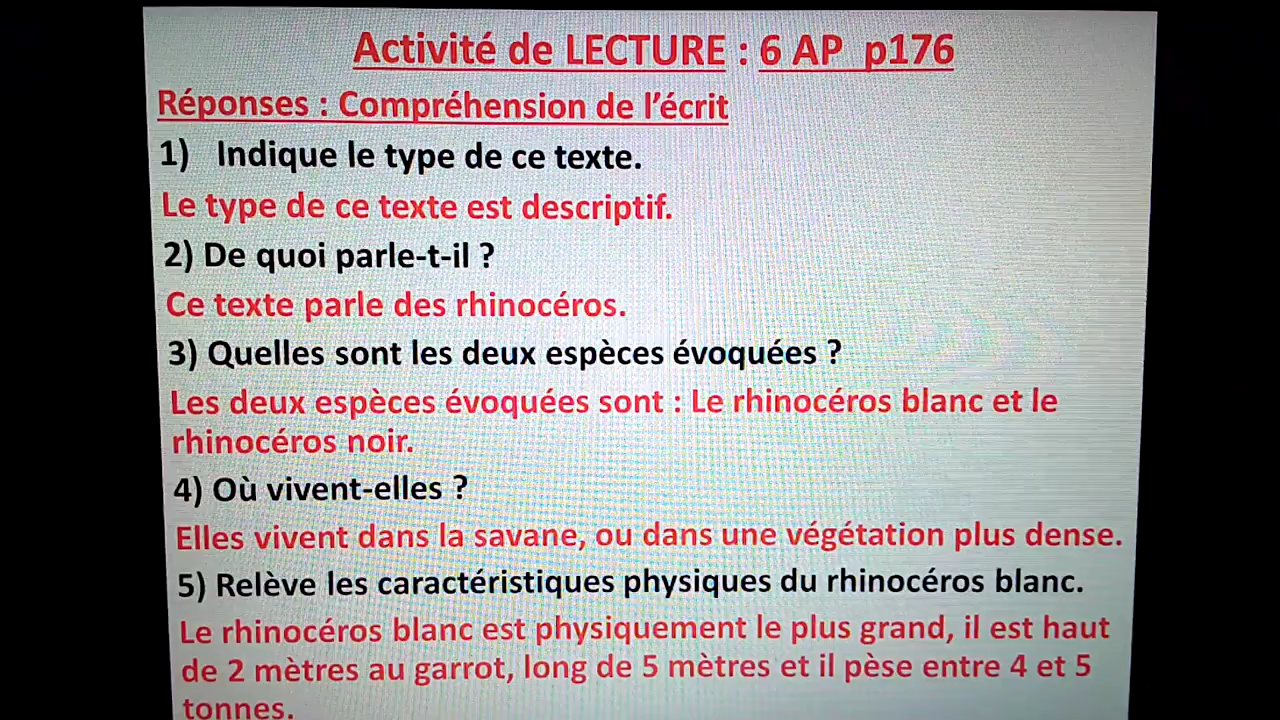 Activité de LECTURE : 6 AP p176
Réponses : Compréhension de l'écrit
1) Indique le type de ce texte.
Le type de ce texte est descriptif.
2) De quoi parle-t-il ?
Ce texte parle des rhinocéros.
3) Quelles sont les deux espèces évoquées ?
Les deux espèces évoquées sont : Le rhinocéros blanc et le
rhinocéros noir.
4) Où vivent-elles ?
Elles vivent dans la savane, ou dans une végétation plus dense.
5) Relève les caractéristiques physiques du rhinocéros blanc.
Le rhinocéros blanc est physiquement le plus grand, il est haut
de 2 mètres au garrot, long de 5 mètres et il pèse entre 4 et 5
tonnes.